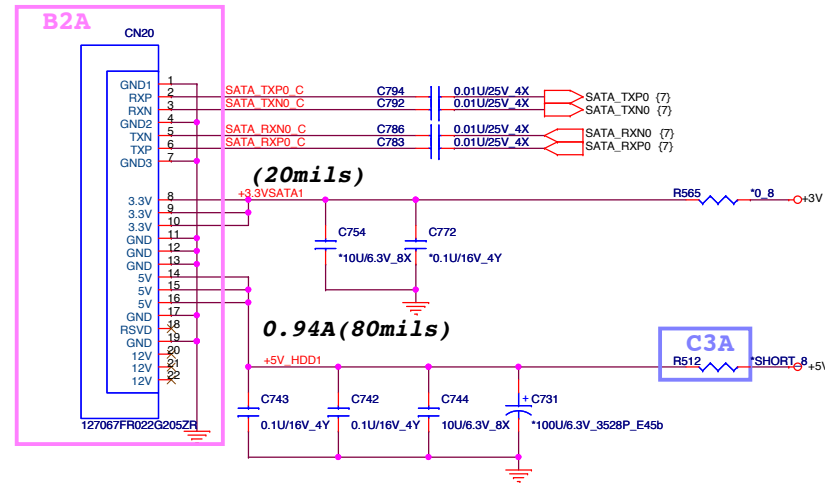 B2A
CN20
GND1 1
RXP 2 SATA_TXP0_C C794 0.01U/25V_4X SATA_TXP0 {7}
RXN 3 SATA_TXN0_C C792 0.01U/25V_4X SATA_TXN0 {7}
GND2 4
TXN 5 SATA_RXN0_C C786 0.01U/25V_4X SATA_RXN0 {7}
TXP 6 SATA_RXP0_C C783 0.01U/25V_4X SATA_RXP0 {7}
GND3 7
(20mils)
3.3V 8 +3.3VSATA1 R565 *0_8 +3V
3.3V 9
3.3V 10
GND 11
GND 12
GND 13
C754 *10U/6.3V_8X
C772 *0.1U/16V_4Y
5V 14
5V 15
5V 16
GND 17
RSVD 18
GND 19
12V 20
12V 21
12V 22
0.94A(80mils)
C3A
+5V_HDD1 R512 *SHORT_8 +5V
C743 0.1U/16V_4Y
C742 0.1U/16V_4Y
C744 10U/6.3V_8X
+ C731 *100U/6.3V_3528P_E45b
127067FR022G205ZR